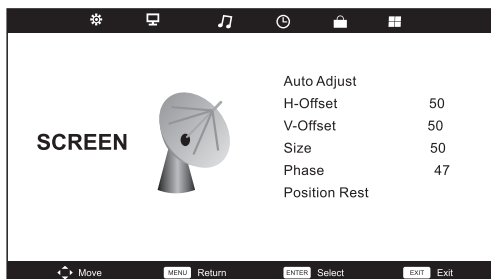 SCREEN
Auto Adjust
H-Offset 50
V-Offset 50
Size 50
Phase 47
Position Rest
Move MENU Return ENTER Select EXIT Exit